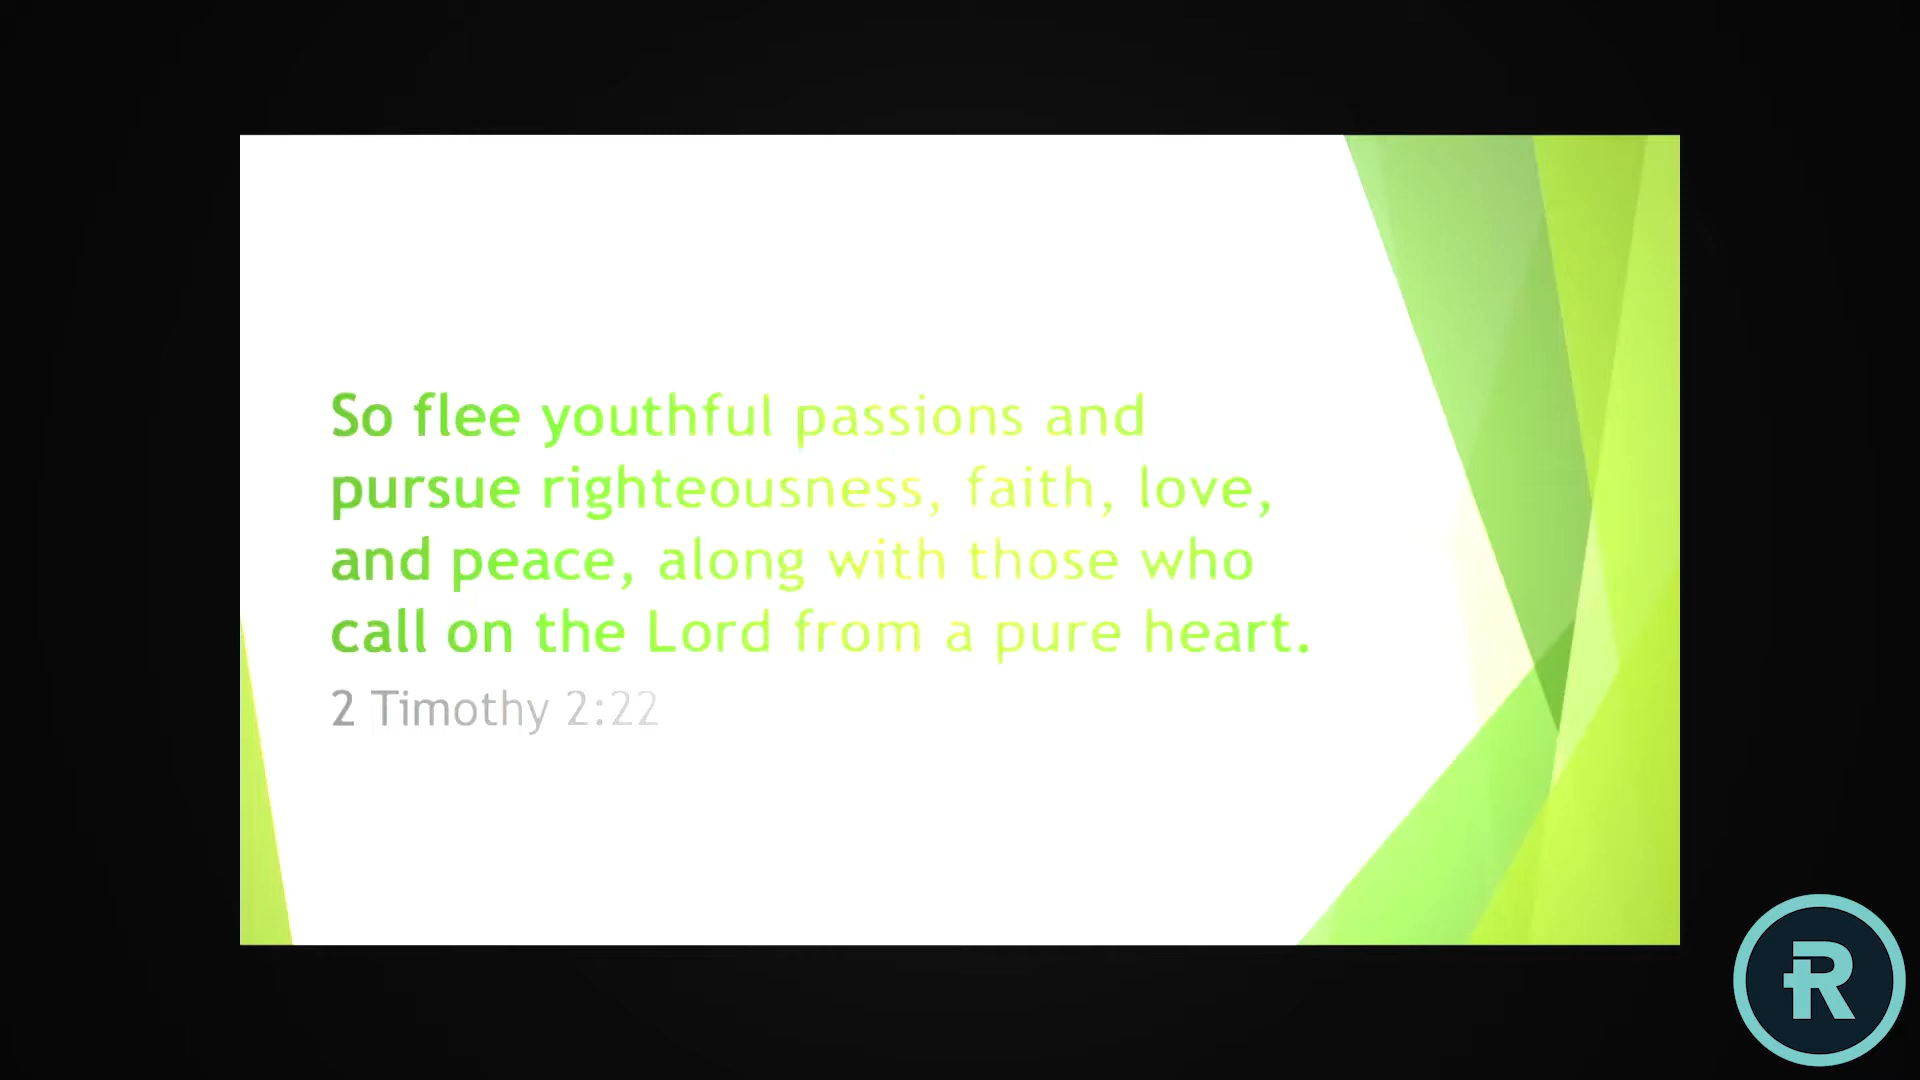 So flee youthful passions and
pursue righteousness, faith, love,
and peace, along with those who
call on the Lord from a pure heart.
2 Timothy 2:22
R